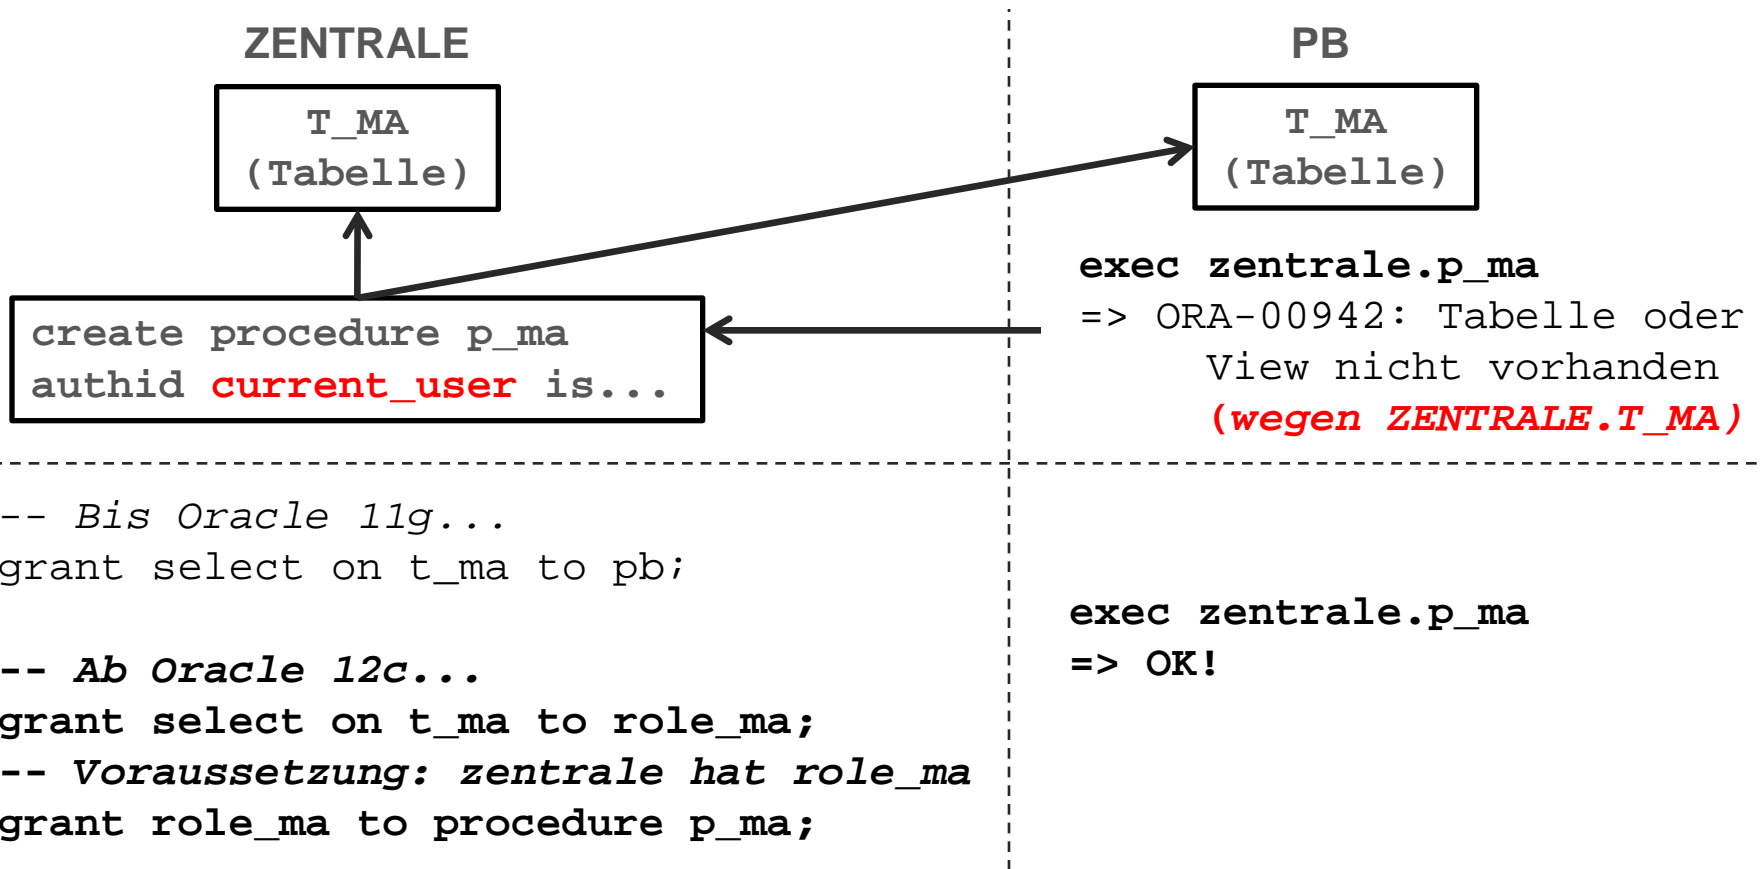 ZENTRALE
T_MA
(Tabelle)
create procedure p_ma
authid current_user is...
PB
T_MA
(Tabelle)
exec zentrale.p_ma
=> ORA-00942: Tabelle oder
View nicht vorhanden
(wegen ZENTRALE.T_MA)
-- Bis Oracle 11g...
grant select on t_ma to pb;
-- Ab Oracle 12c...
grant select on t_ma to role_ma;
-- Voraussetzung: zentrale hat role_ma
grant role_ma to procedure p_ma;
exec zentrale.p_ma
=> OK!